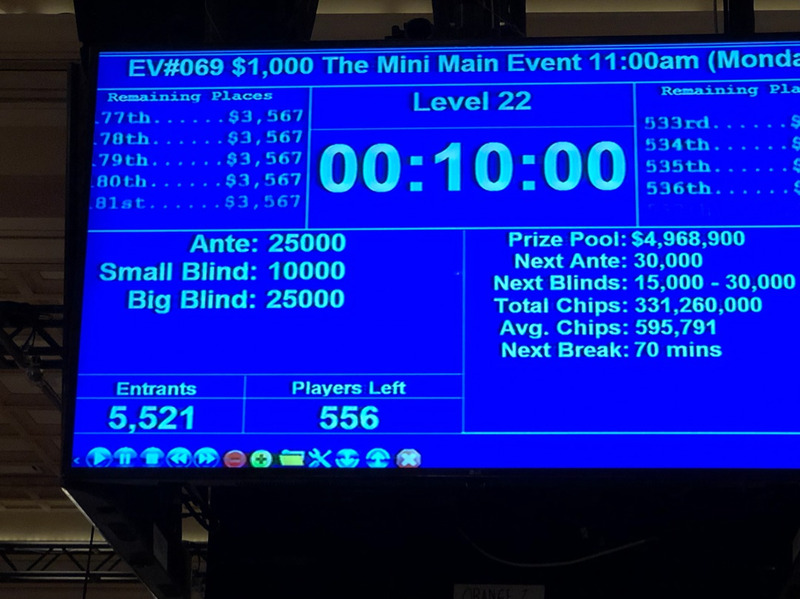 EV#069 $1,000 The Mini Main Event 11:00am (Monda
Remaining Places
.77th......$3,567
.78th......$3,567
.79th......$3,567
.80th......$3,567
.81st......$3,567
Level 22
00:10:00
Remaining Pla
533rd......$
534th......$
535th......$
536th......$
Ante: 25000
Small Blind: 10000
Big Blind: 25000
Prize Pool: $4,968,900
Next Ante: 30,000
Next Blinds: 15,000 - 30,000
Total Chips: 331,260,000
Avg. Chips: 595,791
Next Break: 70 mins
Entrants
5,521
Players Left
556